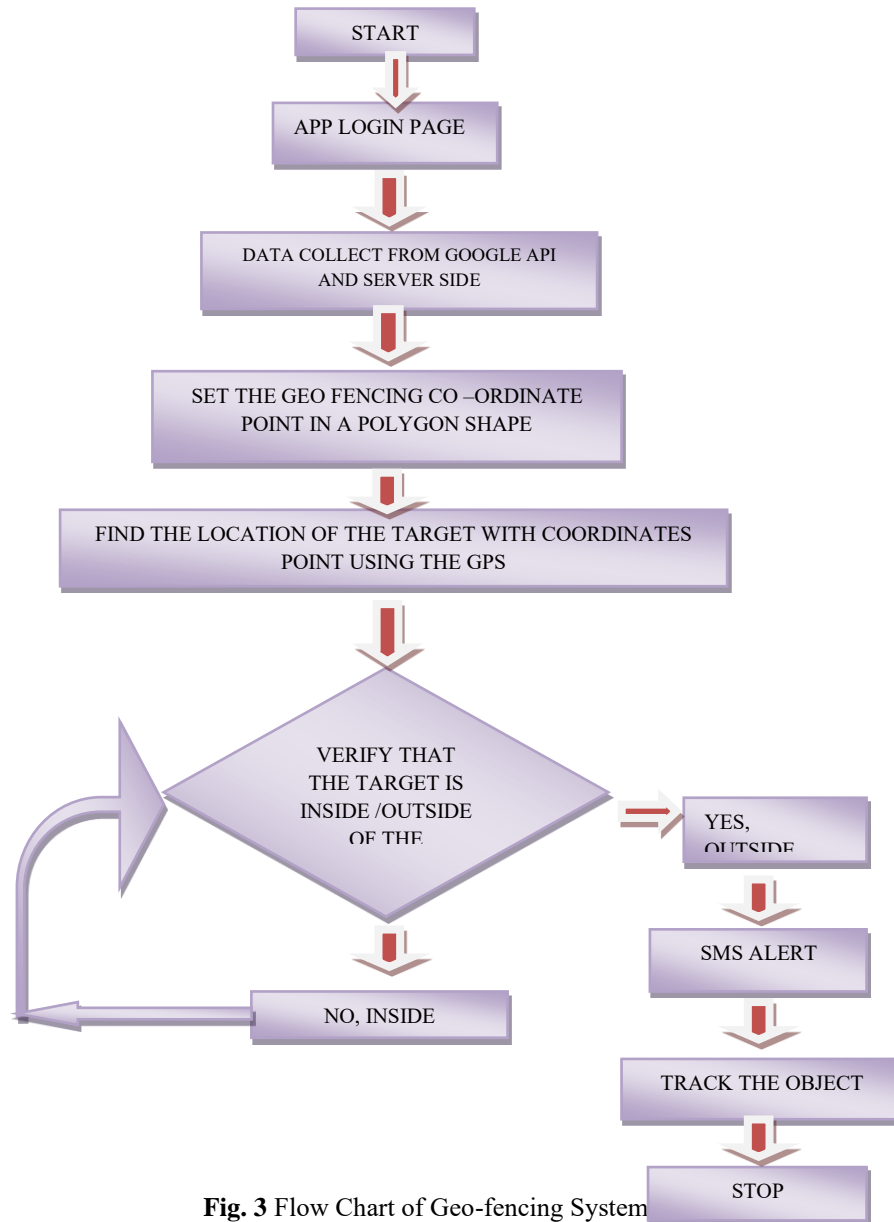 START
APP LOGIN PAGE
DATA COLLECT FROM GOOGLE API
AND SERVER SIDE
SET THE GEO FENCING CO –ORDINATE
POINT IN A POLYGON SHAPE
FIND THE LOCATION OF THE TARGET WITH COORDINATES
POINT USING THE GPS
VERIFY THAT
THE TARGET IS
INSIDE /OUTSIDE
OF THE
YES,
OUTSIDE
SMS ALERT
NO, INSIDE
TRACK THE OBJECT
STOP
Fig. 3 Flow Chart of Geo-fencing System